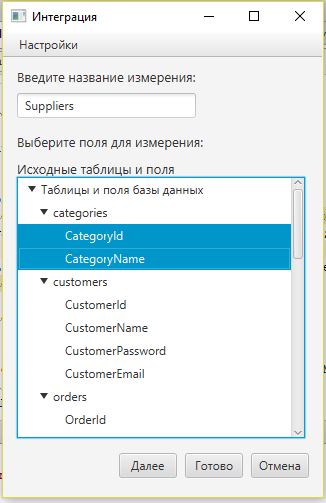 Интеграция
Настройки
Введите название измерения:
Suppliers
Выберите поля для измерения:
Исходные таблицы и поля
Таблицы и поля базы данных
categories
CategoryId
CategoryName
customers
CustomerId
CustomerName
CustomerPassword
CustomerEmail
orders
OrderId
Далее Готово Отмена